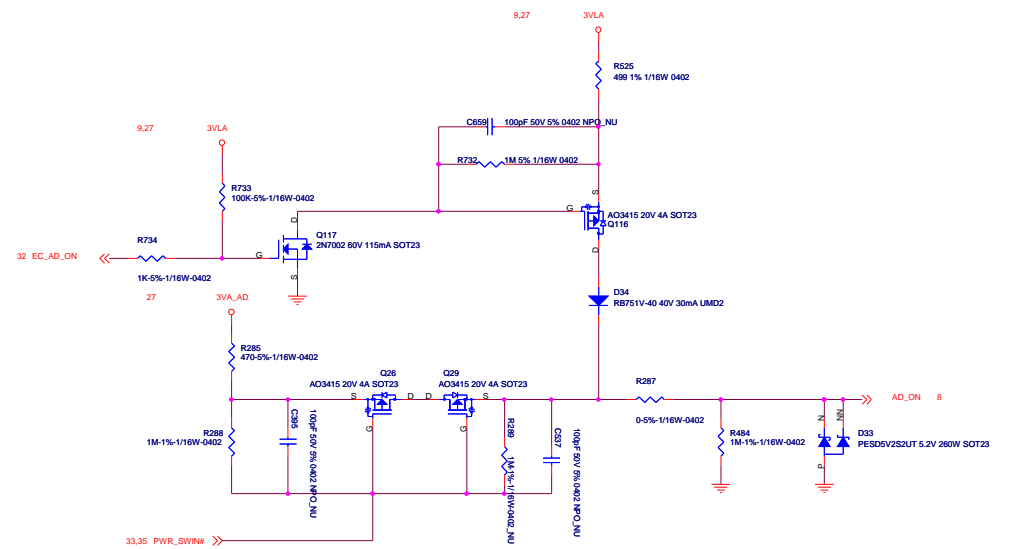 9,27 3VLA
R525
499 1% 1/16W 0402
C659 100pF 50V 5% 0402 NPO_NU
9,27 3VLA
R732 1M 5% 1/16W 0402
R733
100K-5%-1/16W-0402
S
G
AO3415 20V 4A SOT23
Q116
D
D
Q117
2N7002 60V 115mA SOT23
R734
G
32 EC_AD_ON
1K-5%-1/16W-0402
S
27 3VA_AD
D34
RB751V-40 40V 30mA UMD2
R285
470-5%-1/16W-0402
Q26
AO3415 20V 4A SOT23
Q29
AO3415 20V 4A SOT23
S D D S
G G
R287
0-5%-1/16W-0402
AD_ON 8
R288
1M-1%-1/16W-0402
C395
100pF 50V 5% 0402 NPO_NU
R289
1M-1%-1/16W-0402_NU
C537
100pF 50V 5% 0402 NPO_NU
R484
1M-1%-1/16W-0402
N NN
D33
PESD5V2S2UT 5.2V 260W SOT23
P
33,35 PWR_SWIN#